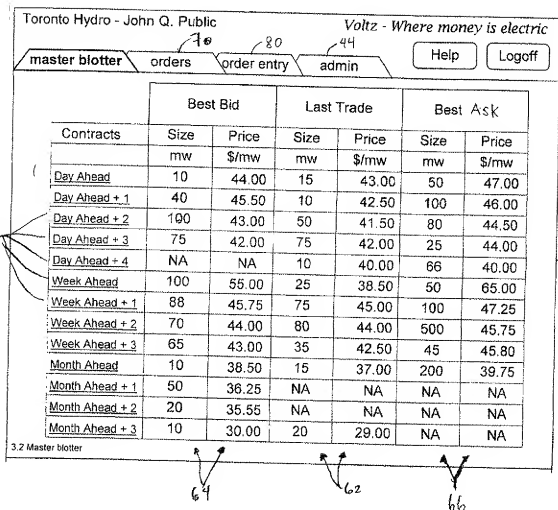 Toronto Hydro - John Q. Public Voltz - Where money is electric
70 80 44
master blotter orders order entry admin Help Logoff
Best Bid Last Trade Best Ask
Contracts Size Price Size Price Size Price
mw $/mw mw $/mw mw $/mw
Day Ahead 10 44.00 15 43.00 50 47.00
Day Ahead + 1 40 45.50 10 42.50 100 46.00
Day Ahead + 2 100 43.00 50 41.50 80 44.50
Day Ahead + 3 75 42.00 75 42.00 25 44.00
Day Ahead + 4 NA NA 10 40.00 66 40.00
Week Ahead 100 55.00 25 38.50 50 65.00
Week Ahead + 1 88 45.75 75 45.00 100 47.25
Week Ahead + 2 70 44.00 80 44.00 500 45.75
Week Ahead + 3 65 43.00 35 42.50 45 45.80
Month Ahead 10 38.50 15 37.00 200 39.75
Month Ahead + 1 50 36.25 NA NA NA NA
Month Ahead + 2 20 35.55 NA NA NA NA
Month Ahead + 3 10 30.00 20 29.00 NA NA
3.2 Master blotter
64 62 66